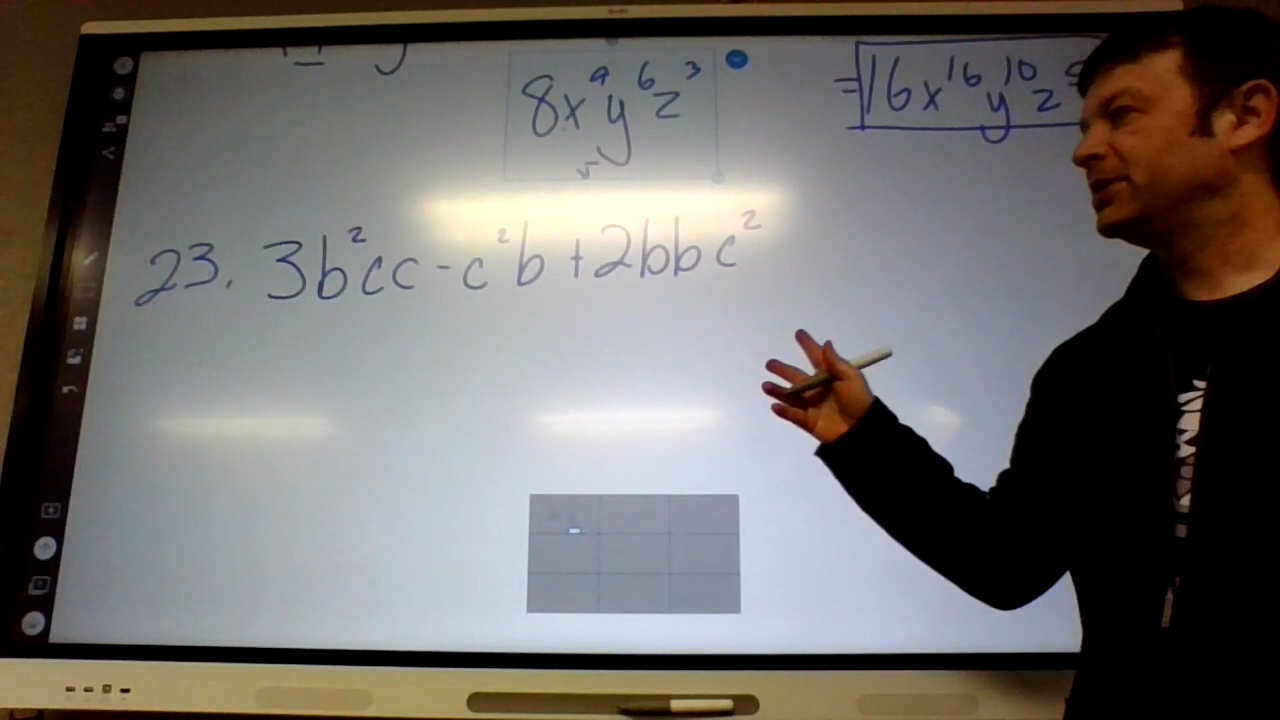 8x⁹y⁶z³
=16x¹⁶y¹⁰z
23. 3b²cc - c²b + 2bbc²